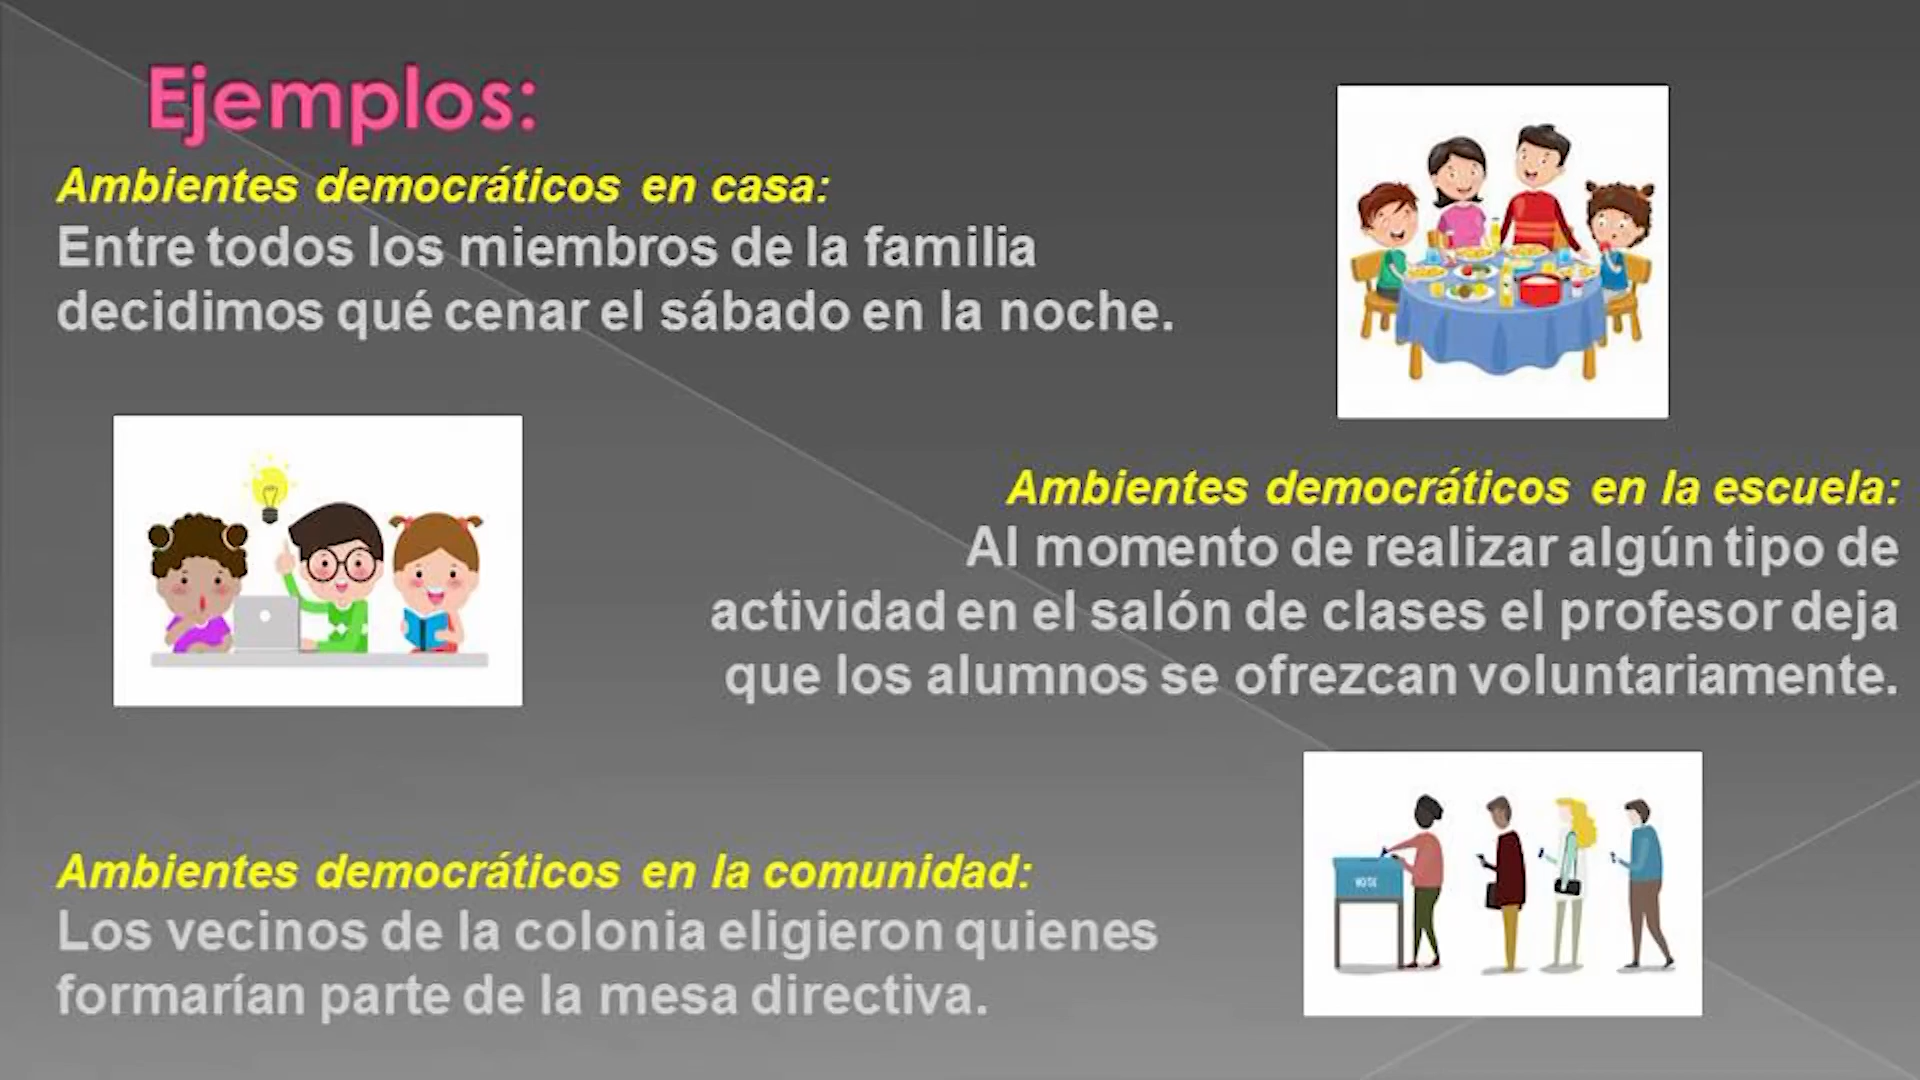 Ejemplos:
Ambientes democráticos en casa:
Entre todos los miembros de la familia
decidimos qué cenar el sábado en la noche.
Ambientes democráticos en la escuela:
Al momento de realizar algún tipo de
actividad en el salón de clases el profesor deja
que los alumnos se ofrezcan voluntariamente.
Ambientes democráticos en la comunidad:
Los vecinos de la colonia eligieron quienes
formarían parte de la mesa directiva.
VOTE